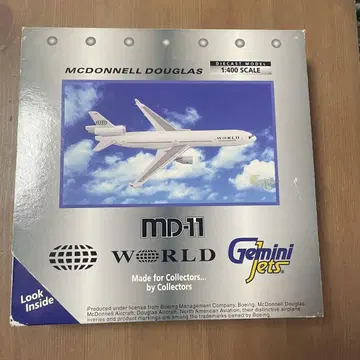 MCDONNELL DOUGLAS
DIECAST MODEL
1:400 SCALE
WORLD
MD-11
WORLD
Gemini
Jets
Made for Collectors...
by Collectors
Look
Inside
Produced under license from Boeing Management Company. Boeing, McDonnell Douglas,
McDonnell Aircraft, Douglas Aircraft, North American Aviation, their distinctive airplane
liveries and product markings are among the trademarks owned by Boeing.